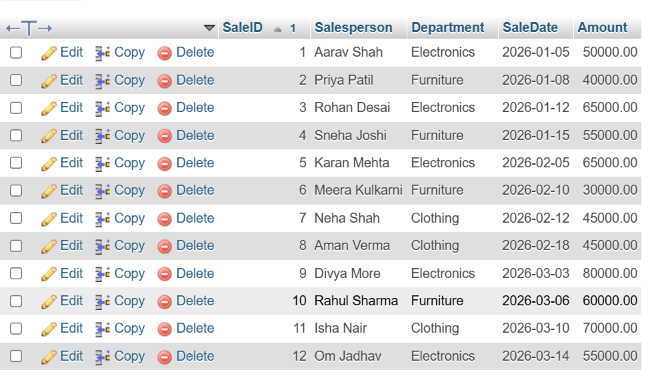 SaleID 1 Salesperson Department SaleDate Amount
Edit Copy Delete 1 Aarav Shah Electronics 2026-01-05 50000.00
Edit Copy Delete 2 Priya Patil Furniture 2026-01-08 40000.00
Edit Copy Delete 3 Rohan Desai Electronics 2026-01-12 65000.00
Edit Copy Delete 4 Sneha Joshi Furniture 2026-01-15 55000.00
Edit Copy Delete 5 Karan Mehta Electronics 2026-02-05 65000.00
Edit Copy Delete 6 Meera Kulkarni Furniture 2026-02-10 30000.00
Edit Copy Delete 7 Neha Shah Clothing 2026-02-12 45000.00
Edit Copy Delete 8 Aman Verma Clothing 2026-02-18 45000.00
Edit Copy Delete 9 Divya More Electronics 2026-03-03 80000.00
Edit Copy Delete 10 Rahul Sharma Furniture 2026-03-06 60000.00
Edit Copy Delete 11 Isha Nair Clothing 2026-03-10 70000.00
Edit Copy Delete 12 Om Jadhav Electronics 2026-03-14 55000.00